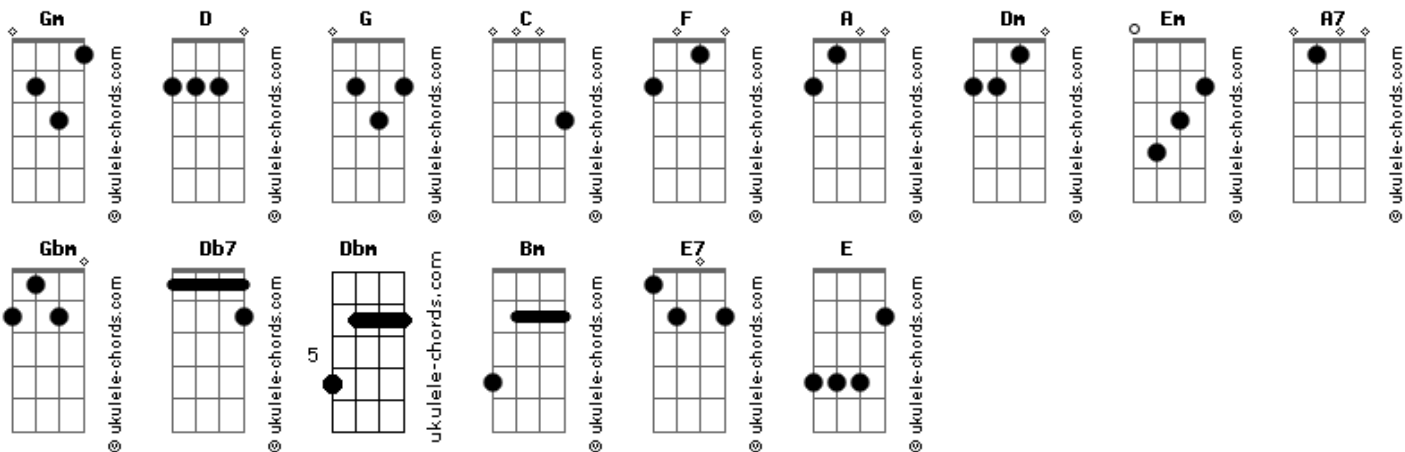 Gm D G C F A Dm Em A7
© ukulele-chords.com © ukulele-chords.com © ukulele-chords.com © ukulele-chords.com © ukulele-chords.com © ukulele-chords.com © ukulele-chords.com © ukulele-chords.com © ukulele-chords.com
Gbm Db7 Dbm Bm E7 E
5
© ukulele-chords.com © ukulele-chords.com ukulele-chords.com © ukulele-chords.com © ukulele-chords.com © ukulele-chords.com